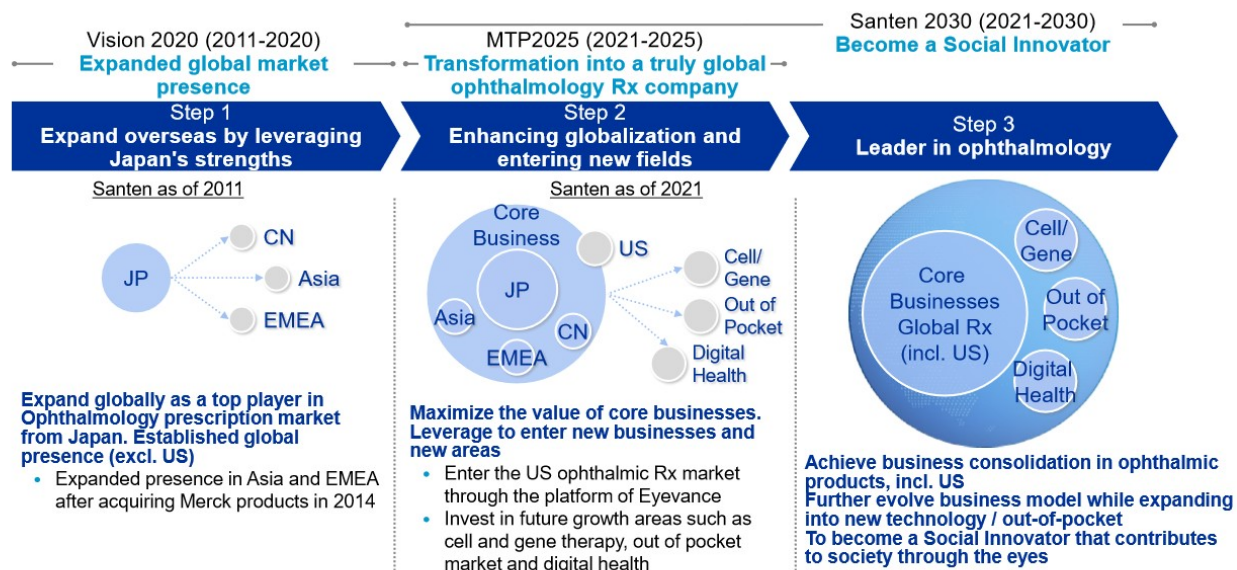 Vision 2020 (2011-2020)
Expanded global market
presence
MTP2025 (2021-2025)
Transformation into a truly global
ophthalmology Rx company
Santen 2030 (2021-2030)
Become a Social Innovator
Step 1
Expand overseas by leveraging
Japan's strengths
Step 2
Enhancing globalization and
entering new fields
Step 3
Leader in ophthalmology
Santen as of 2011
JP
CN
Asia
EMEA
Expand globally as a top player in
Ophthalmology prescription market
from Japan. Established global
presence (excl. US)
• Expanded presence in Asia and EMEA
after acquiring Merck products in 2014
Santen as of 2021
Core
Business
JP
Asia
EMEA
CN
US
Cell/
Gene
Out of
Pocket
Digital
Health
Maximize the value of core businesses.
Leverage to enter new businesses and
new areas
• Enter the US ophthalmic Rx market
through the platform of Eyevance
• Invest in future growth areas such as
cell and gene therapy, out of pocket
market and digital health
Core
Businesses
Global Rx
(incl. US)
Cell/
Gene
Out of
Pocket
Digital
Health
Achieve business consolidation in ophthalmic
products, incl. US
Further evolve business model while expanding
into new technology / out-of-pocket
To become a Social Innovator that contributes
to society through the eyes